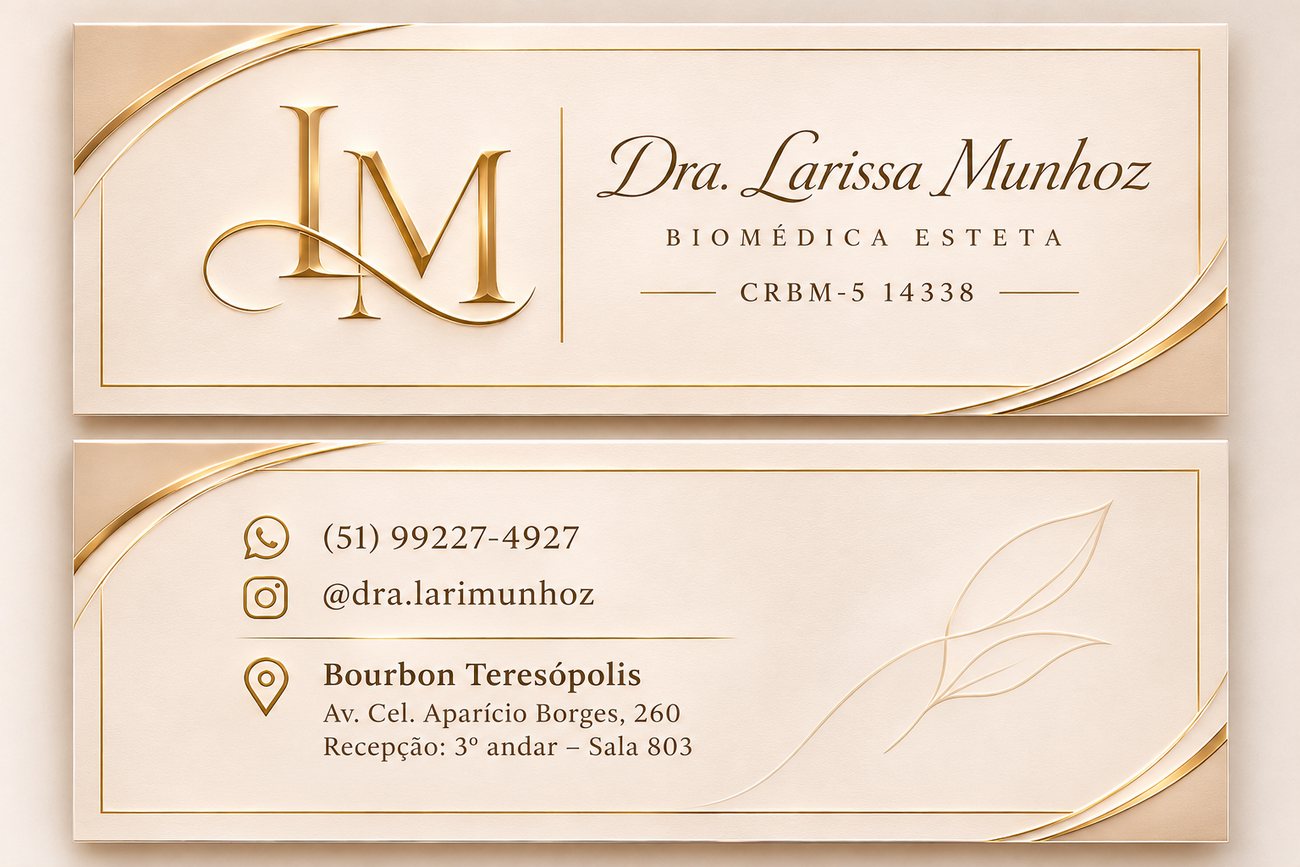 LM
Dra. Larissa Munhoz
BIOMÉDICA ESTETA
CRBM-5 14338
(51) 99227-4927
@dra.larimunhoz
Bourbon Teresópolis
Av. Cel. Aparício Borges, 260
Recepção: 3º andar – Sala 803